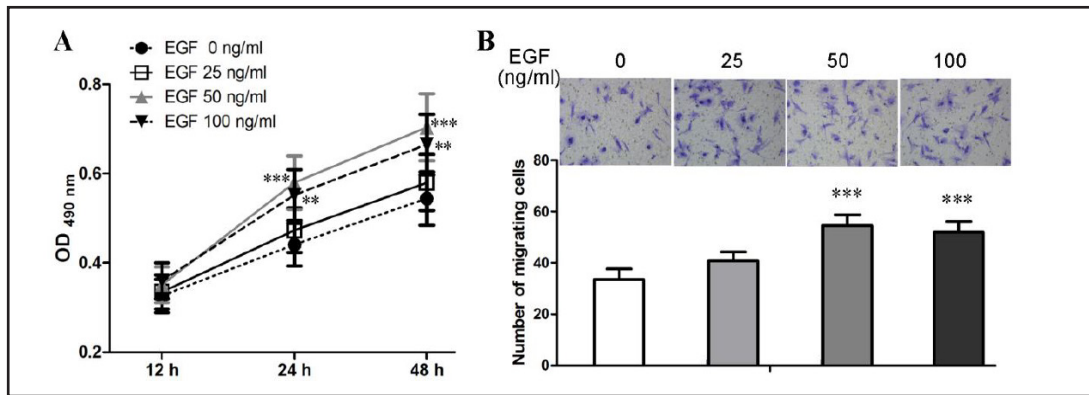 A
EGF 0 ng/ml
EGF 25 ng/ml
EGF 50 ng/ml
EGF 100 ng/ml
OD 490 nm
0.8
0.6
0.4
0.2
12 h
24 h
48 h
***
**
***
**
B
EGF (ng/ml)
0
25
50
100
Number of migrating cells
80
60
40
20
0
***
***